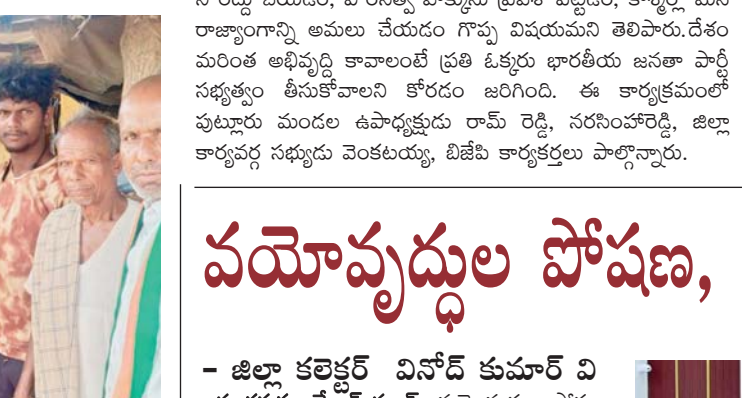 రాజ్యాంగాన్ని అమలు చేయడం గొప్ప విషయమని తెలిపారు.దేశం
మరింత అభివృద్ధి కావాలంటే ప్రతి ఒక్కరు భారతీయ జనతా పార్టీ
సభ్యత్వం తీసుకోవాలని కోరడం జరిగింది. ఈ కార్యక్రమంలో
పుట్లూరు మండల ఉపాధ్యక్షుడు రామ్ రెడ్డి, నరసింహారెడ్డి, జిల్లా
కార్యవర్గ సభ్యుడు వెంకటయ్య, బిజేపి కార్యకర్తలు పాల్గొన్నారు.
వయోవృద్ధుల పోషణ,
- జిల్లా కలెక్టర్ వినోద్ కుమార్ వి